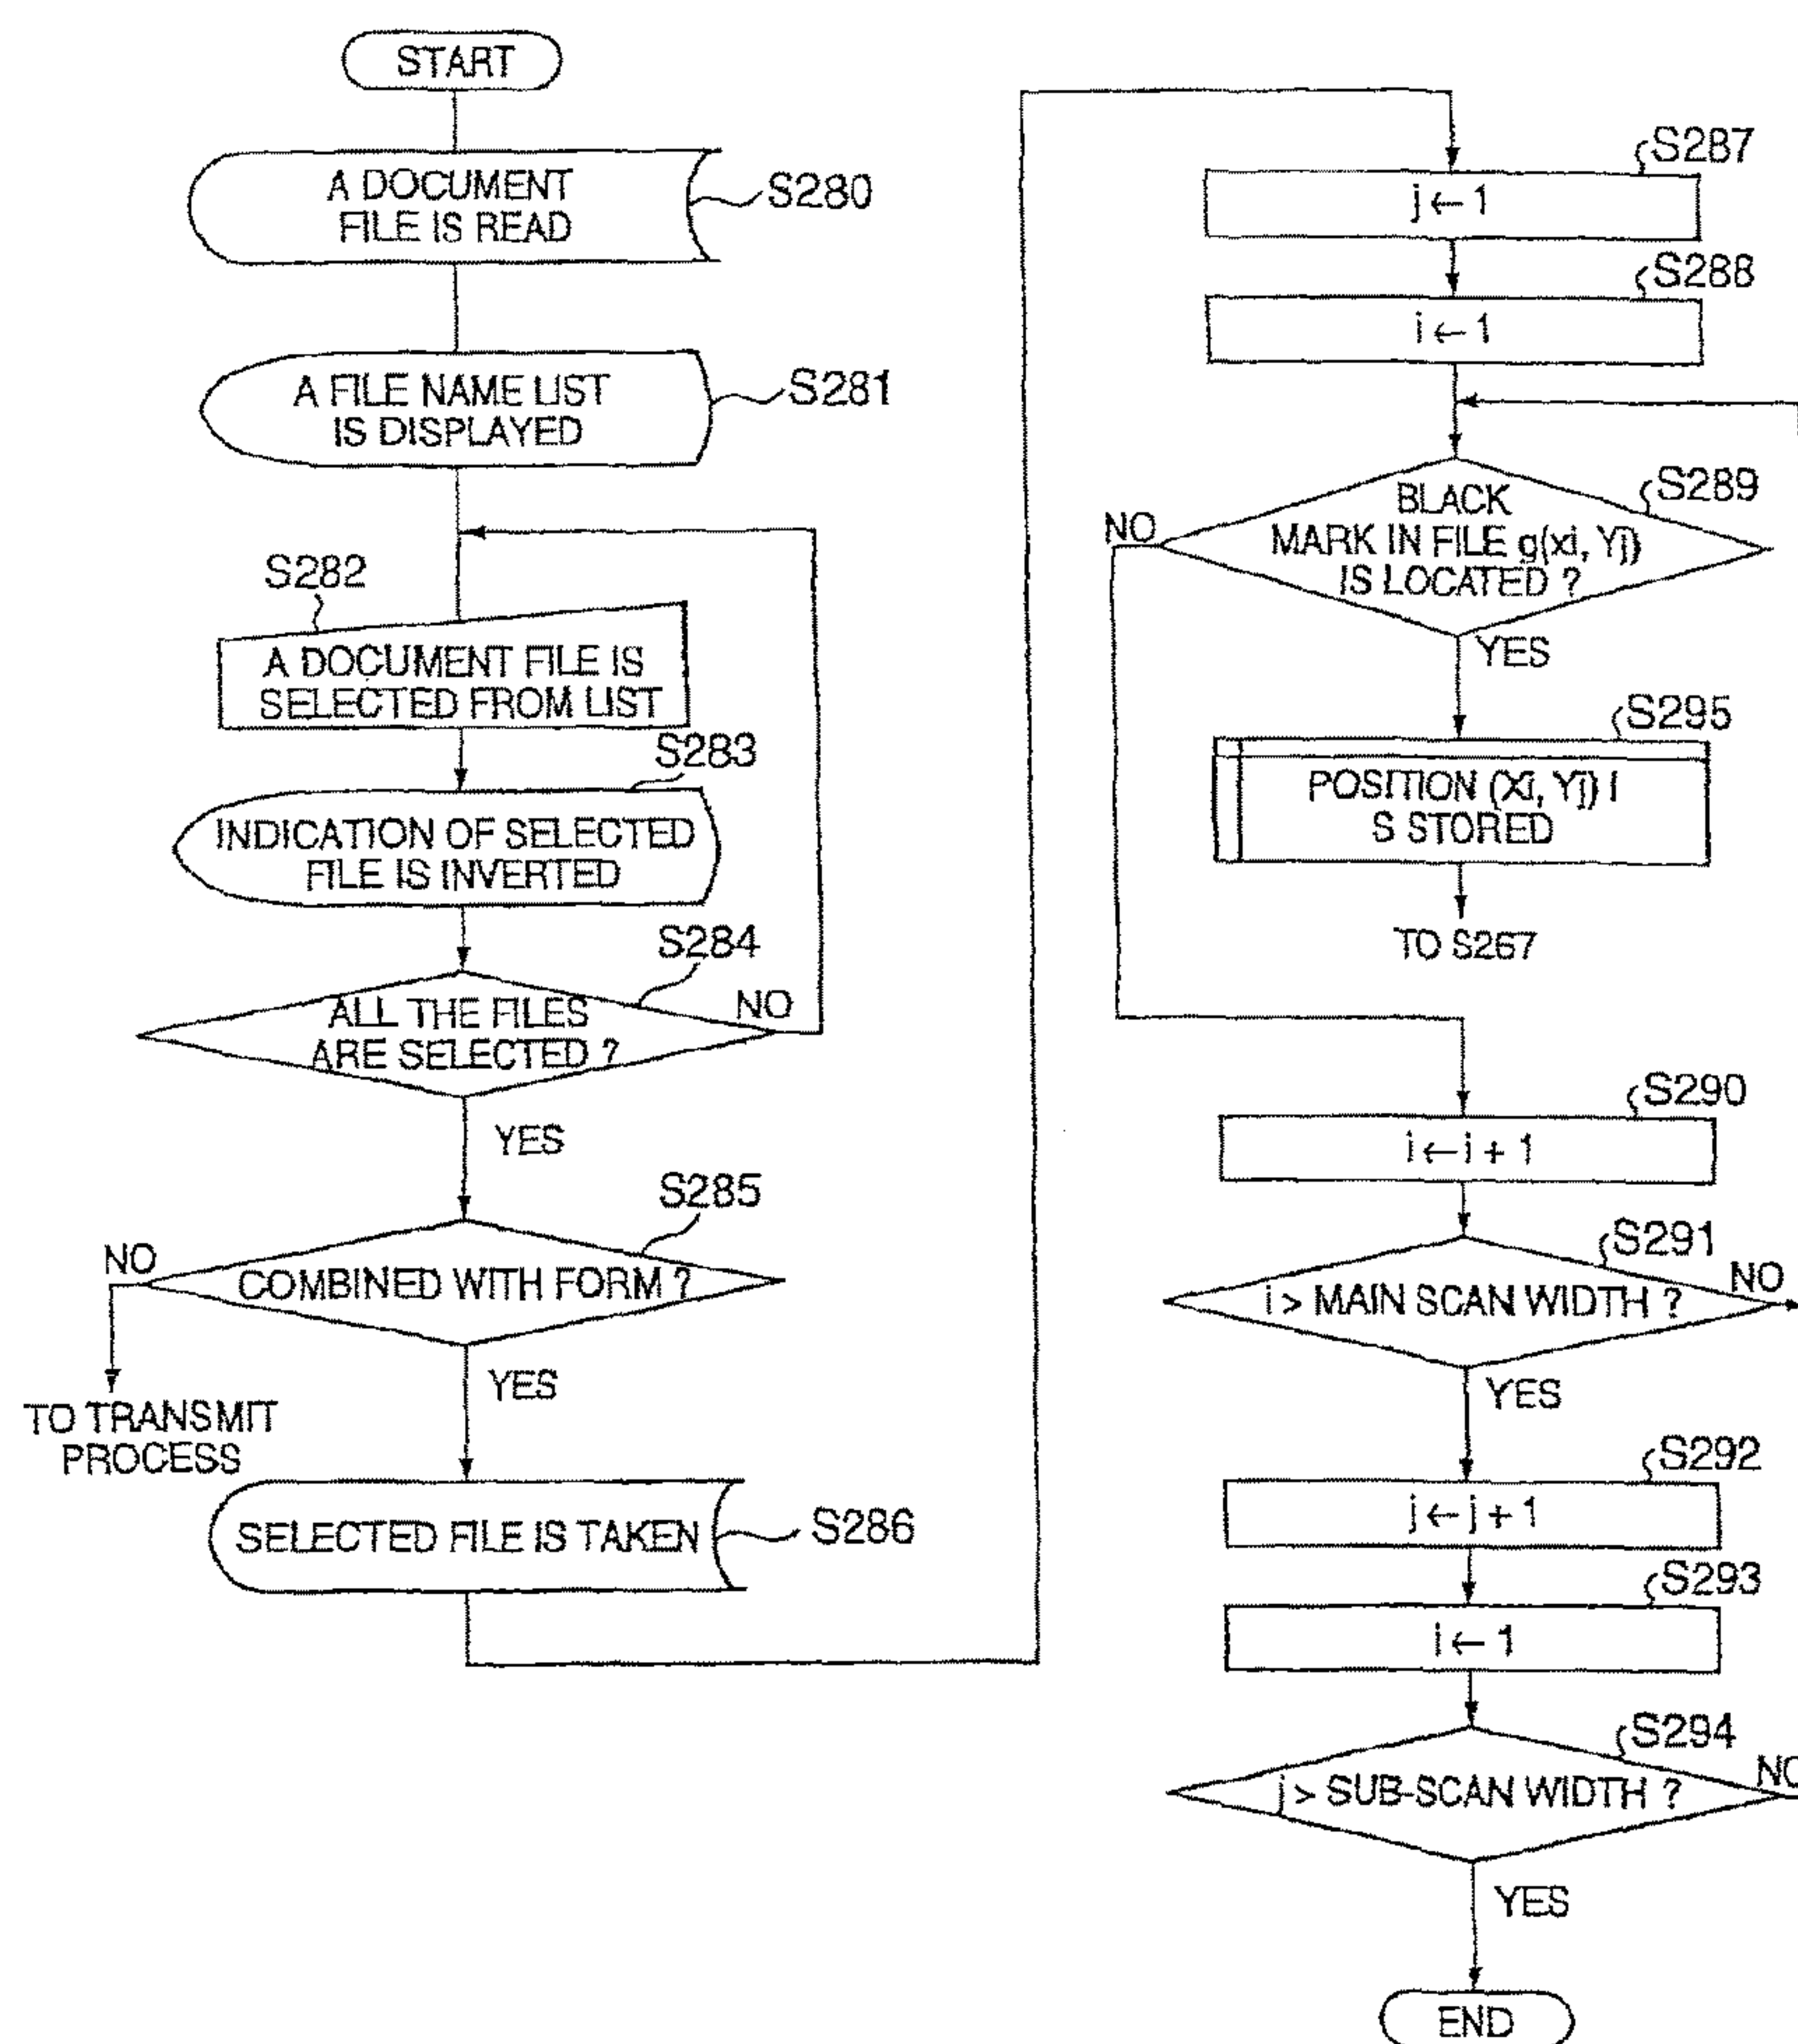 START
A DOCUMENT
FILE IS READ
S280
A FILE NAME LIST
IS DISPLAYED
S281
S282
A DOCUMENT FILE IS
SELECTED FROM LIST
S283
INDICATION OF SELECTED
FILE IS INVERTED
S284
ALL THE FILES
ARE SELECTED ?
NO
YES
S285
COMBINED WITH FORM ?
NO
TO TRANSMIT
PROCESS
YES
SELECTED FILE IS TAKEN
S286
S287
j ← 1
S288
i ← 1
S289
BLACK
MARK IN FILE g(xi, Yj)
IS LOCATED ?
NO
YES
S295
POSITION (Xi, Yj) I
S STORED
TO S267
S290
i ← i + 1
S291
i > MAIN SCAN WIDTH ?
NO
YES
S292
j ← j + 1
S293
i ← 1
S294
j > SUB-SCAN WIDTH ?
NO
YES
END